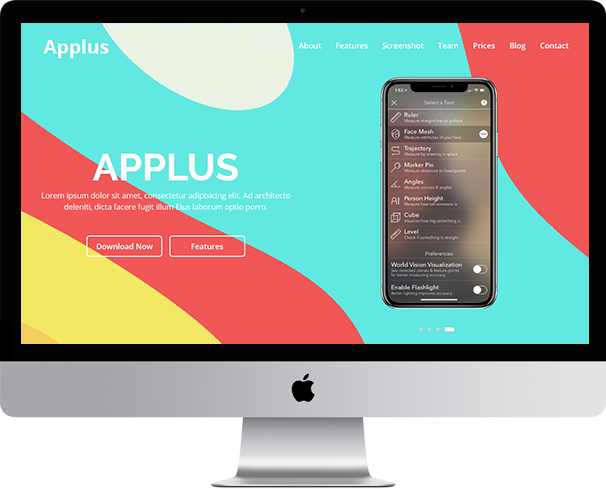 Applus
About Features Screenshot Team Prices Blog Contact
APPLUS
Lorem ipsum dolor sit amet, consectetur adipisicing elit. Ad architecto
deleniti, dicta facere fugit illum Eius laborum optio porro.
Download Now Features
1:53
Select a Tool
Ruler
Measure straight line on surface
Face Mesh
Measure attributes of your face
Trajectory
Measure by drawing in space
Marker Pin
Measure distances to fixed points
Angles
Measure corners & angles
Person Height
Measure how tall someone is
Cube
Visualize how big something is
Level
Check if something is straight
Preferences
World Vision Visualization
See detected planes & feature points
for better measuring accuracy
Enable Flashlight
Better lighting improves accuracy